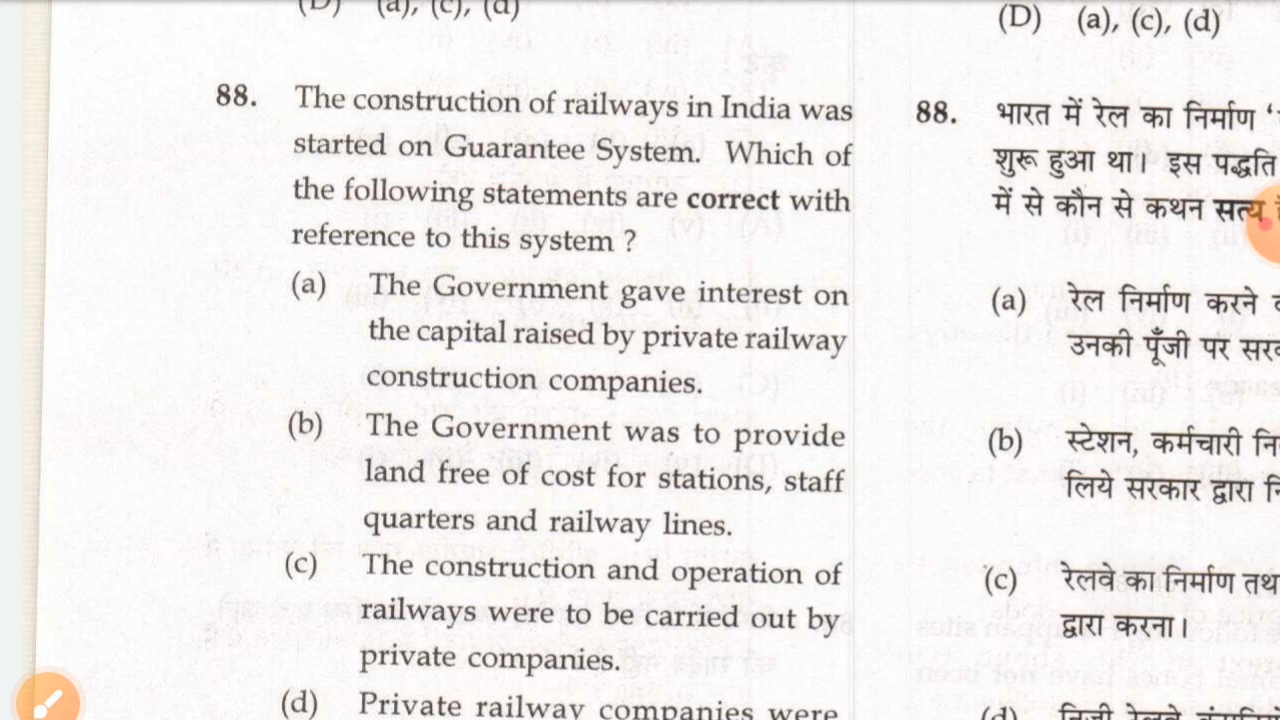 (D) (a), (c), (d)
88. The construction of railways in India was
started on Guarantee System. Which of
the following statements are correct with
reference to this system ?
(a) The Government gave interest on
the capital raised by private railway
construction companies.
(b) The Government was to provide
land free of cost for stations, staff
quarters and railway lines.
(c) The construction and operation of
railways were to be carried out by
private companies.
(d) Private railway companies were
(D) (a), (c), (d)
88. भारत में रेल का निर्माण '
शुरू हुआ था। इस पद्धति
में से कौन से कथन सत्य
(a) रेल निर्माण करने
उनकी पूँजी पर
(b) स्टेशन, कर्मचारी
लिये सरकार द्वारा
(c) रेलवे का निर्माण तथा
द्वारा करना।
(d) निजी रेलवे